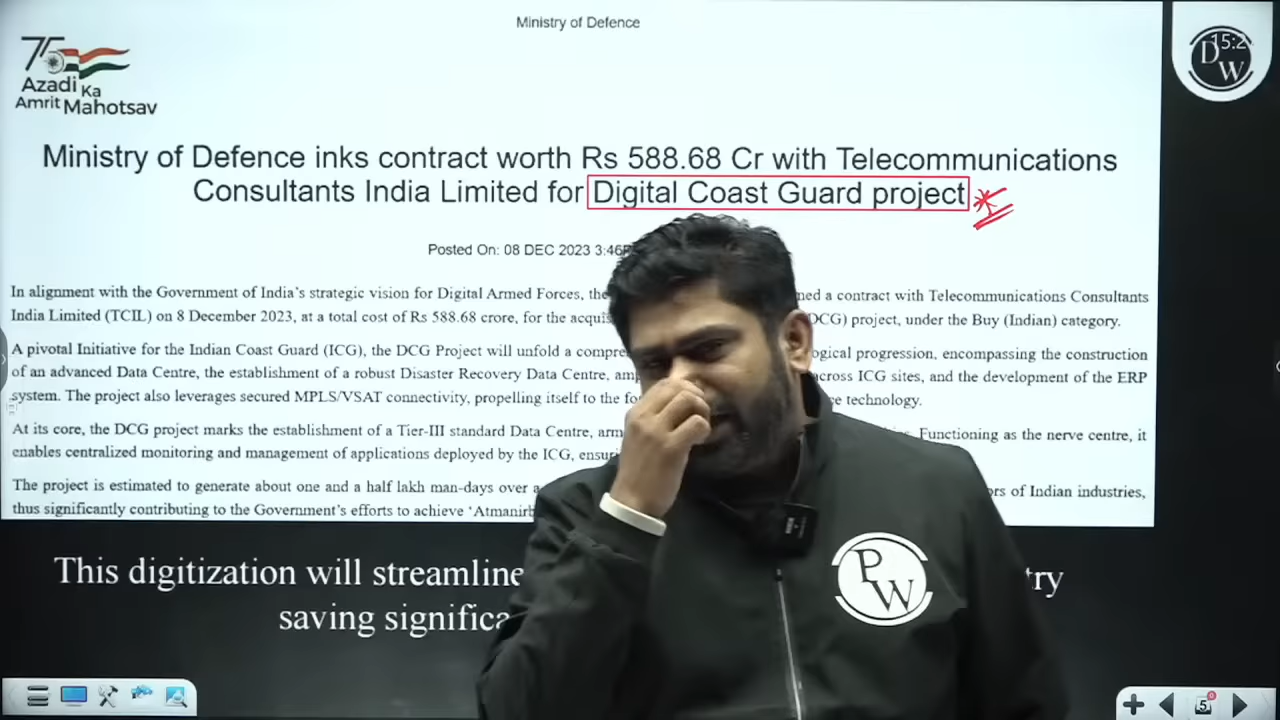 Ministry of Defence
75
Azadi Ka
Amrit Mahotsav
15:2
PW
Ministry of Defence inks contract worth Rs 588.68 Cr with Telecommunications
Consultants India Limited for Digital Coast Guard project
Posted On: 08 DEC 2023 3:46
In alignment with the Government of India's strategic vision for Digital Armed Forces, the ned a contract with Telecommunications Consultants
India Limited (TCIL) on 8 December 2023, at a total cost of Rs 588.68 crore, for the acquis DCG) project, under the Buy (Indian) category.
A pivotal Initiative for the Indian Coast Guard (ICG), the DCG Project will unfold a compre ogical progression, encompassing the construction
of an advanced Data Centre, the establishment of a robust Disaster Recovery Data Centre, across ICG sites, and the development of the ERP
system. The project also leverages secured MPLS/VSAT connectivity, propelling itself to the technology.
At its core, the DCG project marks the establishment of a Tier-III standard Data Centre, Functioning as the nerve centre, it
enables centralized monitoring and management of applications deployed by the ICG,
The project is estimated to generate about one and a half lakh man-days over a of Indian industries,
thus significantly contributing to the Government's efforts to achieve
This digitization will streamline try
saving significa
PW
5